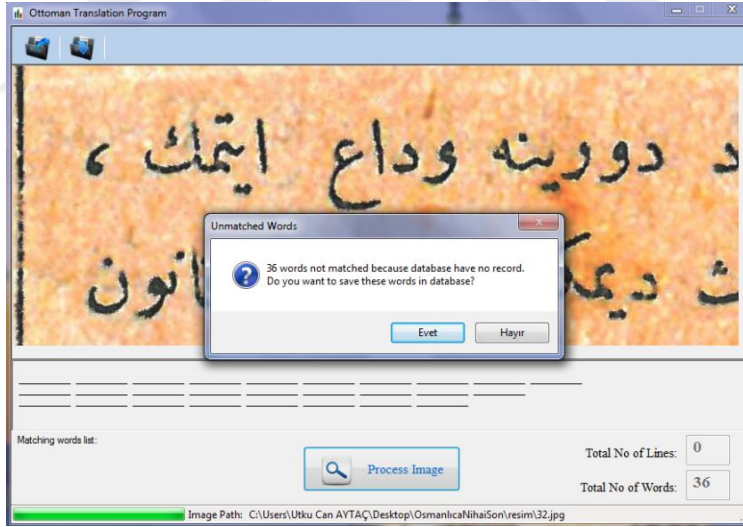 Ottoman Translation Program
د دورينه وداع ايتمك ،
ث ديمك
انون
Unmatched Words
36 words not matched because database have no record.
Do you want to save these words in database?
Evet
Hayır
Matching words list:
Process Image
Total No of Lines: 0
Total No of Words: 36
Image Path: C:\Users\Utku Can AYTAÇ\Desktop\OsmanlıcaNihaiSon\resim\32.jpg